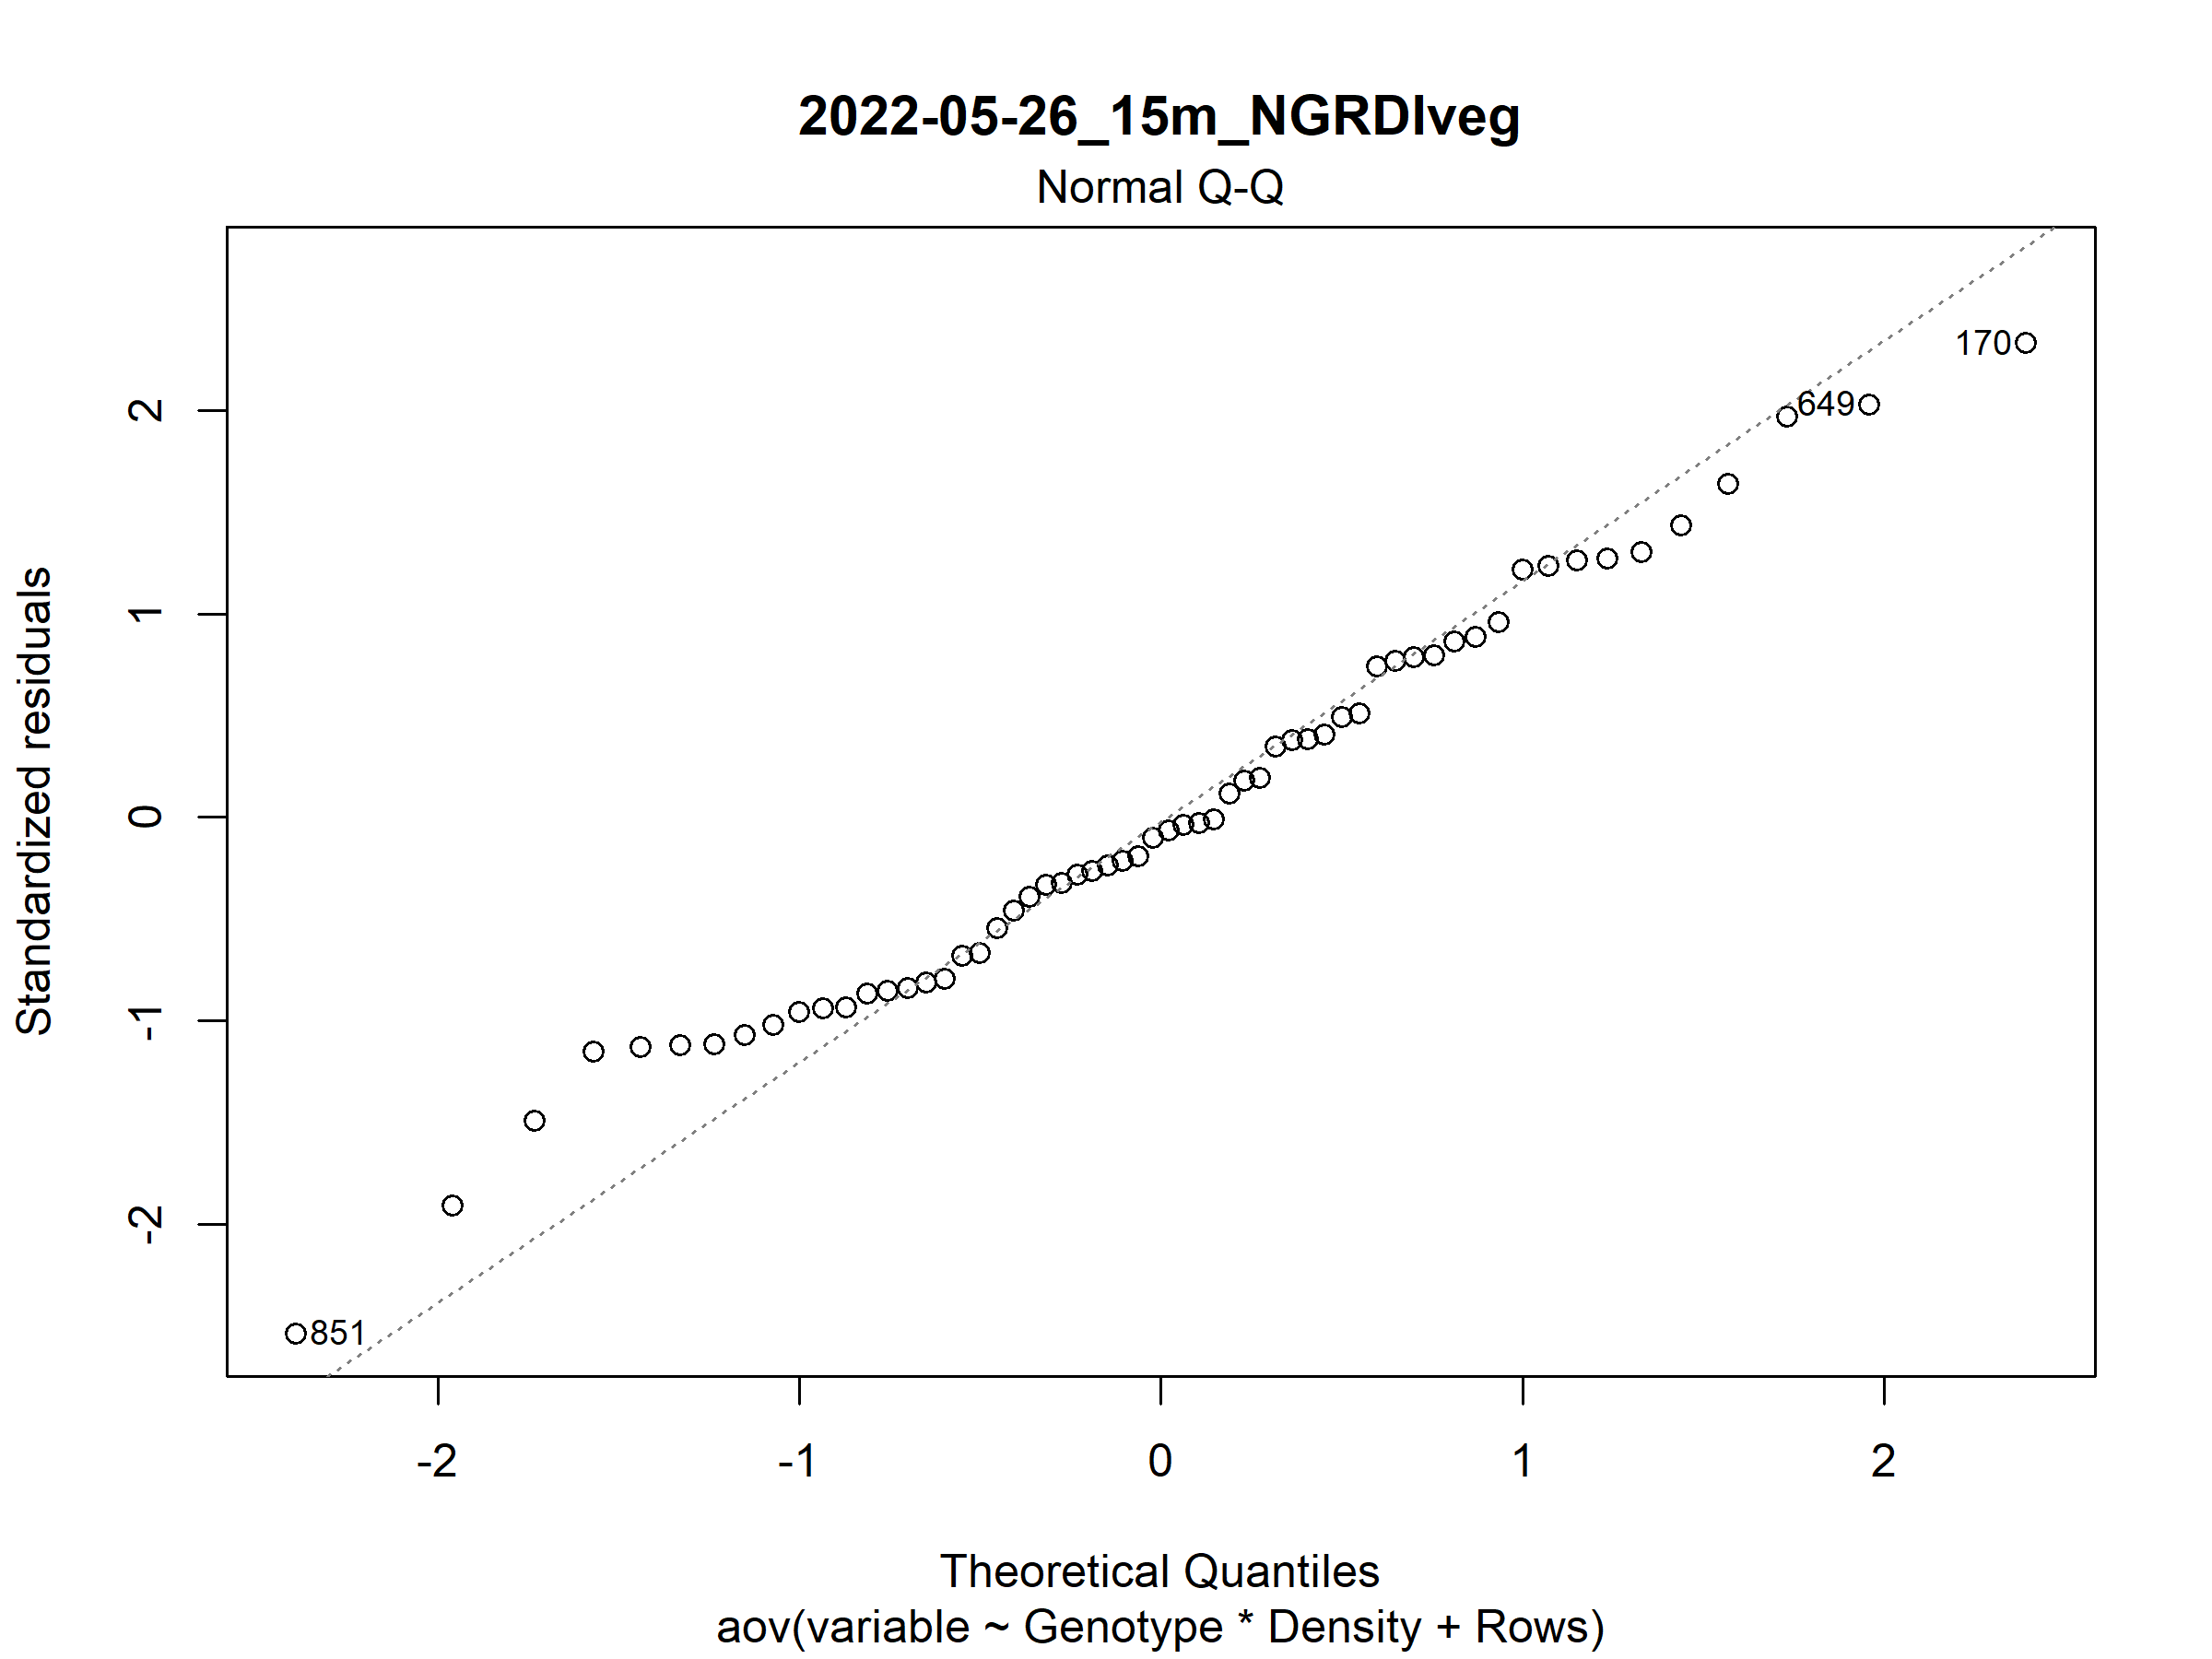 2022-05-26_15m_NGRDIveg
Normal Q-Q
Standardized residuals
2
1
0
-1
-2
170
649
851
-2
-1
0
1
2
Theoretical Quantiles
aov(variable ~ Genotype * Density + Rows)